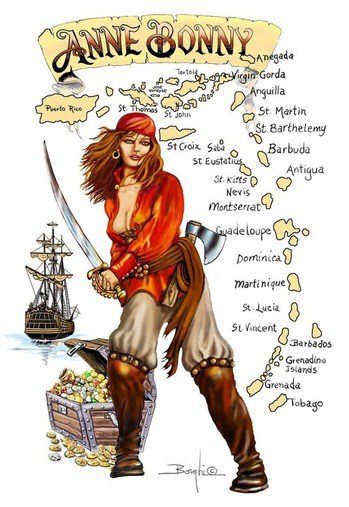 ANNE BONNY
Anegada
Tortola
Virgin Gorda
Anguilla
Puerto Rico
St. Thomas
St. John
St. Martin
St. Barthelemy
St Croix
Saba
Barbuda
St Eustatius
Antigua
St. Kitts
Nevis
Montserrat
Guadeloupe
Dominica
Martinique
St. Lucia
St. Vincent
Barbados
Grenadine
Islands
Grenada
Tobago